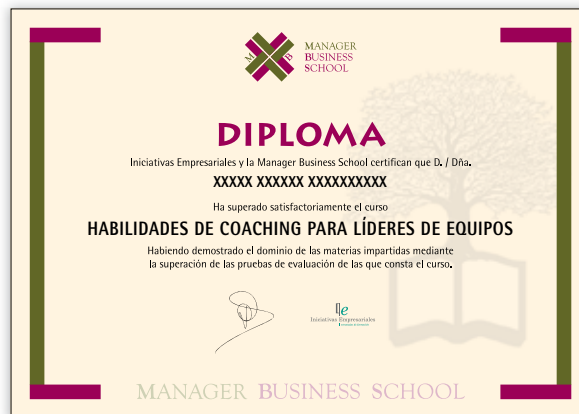 M B
MANAGER
BUSINESS
SCHOOL
DIPLOMA
Iniciativas Empresariales y la Manager Business School certifican que D. / Dña.
XXXXX XXXXXX XXXXXXXXXX
Ha superado satisfactoriamente el curso
HABILIDADES DE COACHING PARA LÍDERES DE EQUIPOS
Habiendo demostrado el dominio de las materias impartidas mediante
la superación de las pruebas de evaluación de las que consta el curso.
Iniciativas Empresariales
MANAGER BUSINESS SCHOOL